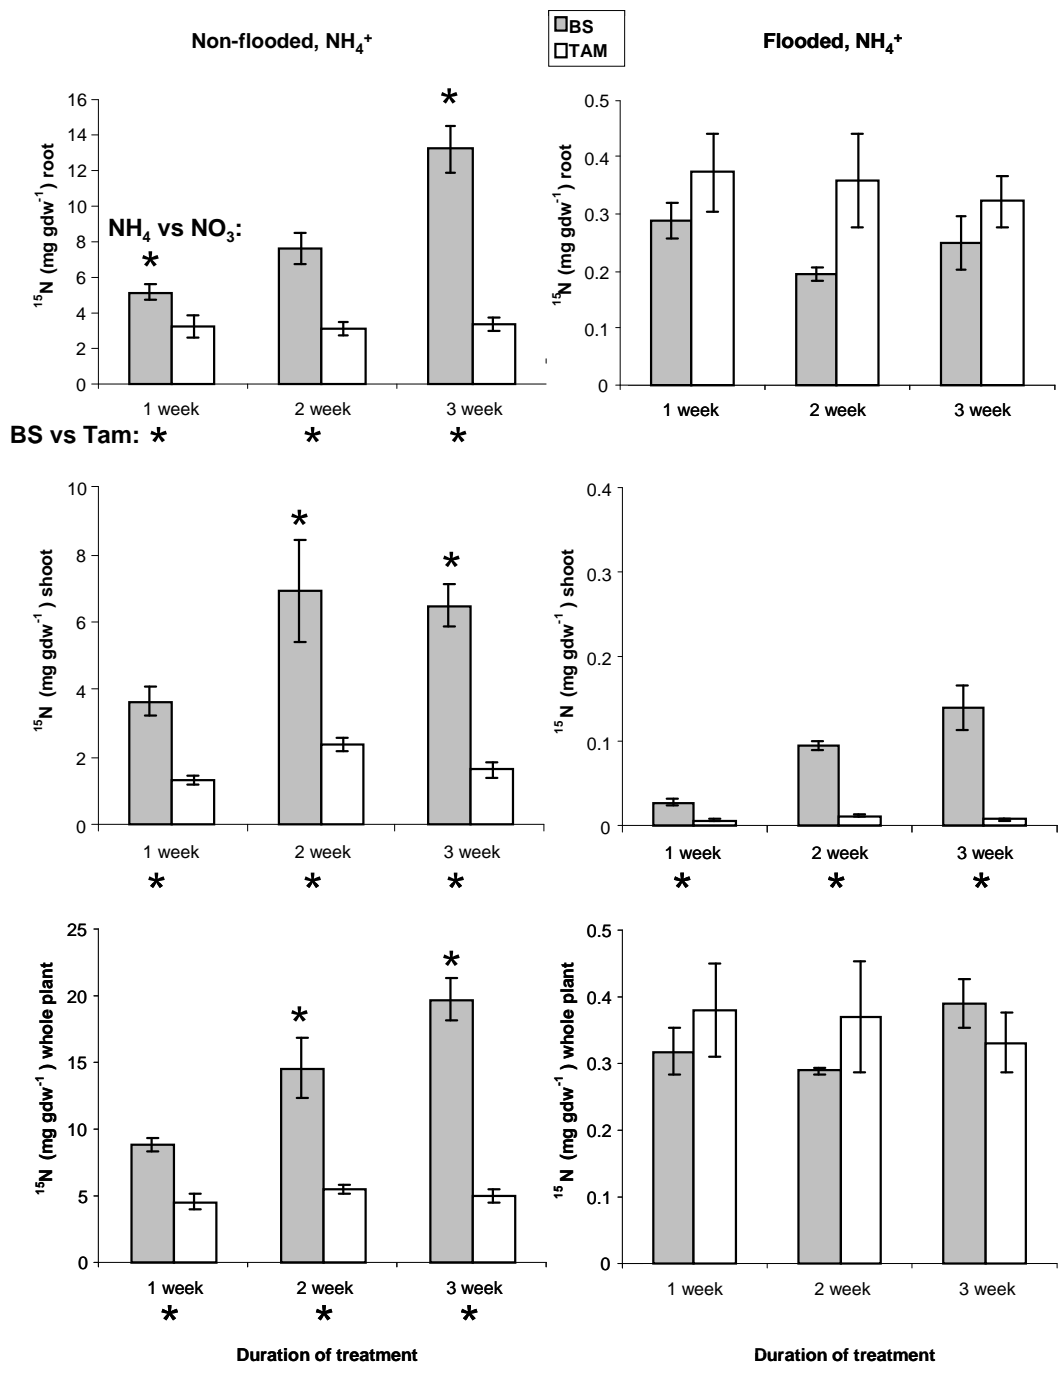 Non-flooded, NH₄⁺
BS
TAM
Flooded, NH₄⁺
¹⁵N (mg gdw⁻¹) root
16
14
12
10
8
6
4
2
0
NH₄ vs NO₃:
*
*
1 week
2 week
3 week
BS vs Tam: * * *
¹⁵N (mg gdw⁻¹) root
0.5
0.4
0.3
0.2
0.1
0
1 week
2 week
3 week
¹⁵N (mg gdw⁻¹) shoot
10
8
6
4
2
0
*
*
1 week
2 week
3 week
* * *
¹⁵N (mg gdw⁻¹) shoot
0.4
0.3
0.2
0.1
0
1 week
2 week
3 week
* * *
¹⁵N (mg gdw⁻¹) whole plant
25
20
15
10
5
0
*
*
1 week
2 week
3 week
* * *
Duration of treatment
¹⁵N (mg gdw⁻¹) whole plant
0.5
0.4
0.3
0.2
0.1
0
1 week
2 week
3 week
Duration of treatment